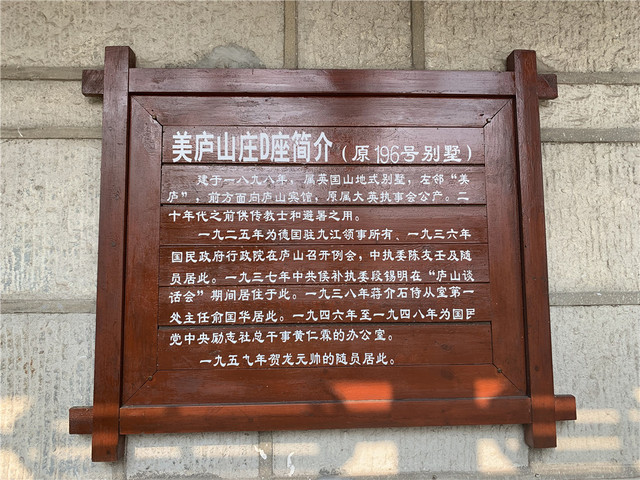 美庐山庄D座简介（原196号别墅）
建于一八九八年，属英国山地式别墅，左邻“美
庐”，前方面向庐山宾馆，原属大英执事会公产。二
十年代之前供传教士和避暑之用。
一九二五年为德国驻九江领事所有、一九三六年
国民政府行政院在庐山召开例会，中执委陈友壬及随
员居此。一九三七年中共候补执委段锡明在“庐山谈
话会”期间居住于此。一九三八年蒋介石侍从室第一
处主任俞国华居此。一九四六年至一九四八年为国民
党中央励志社总干事黄仁霖的办公室。
一九五九年贺龙元帅的随员居此。